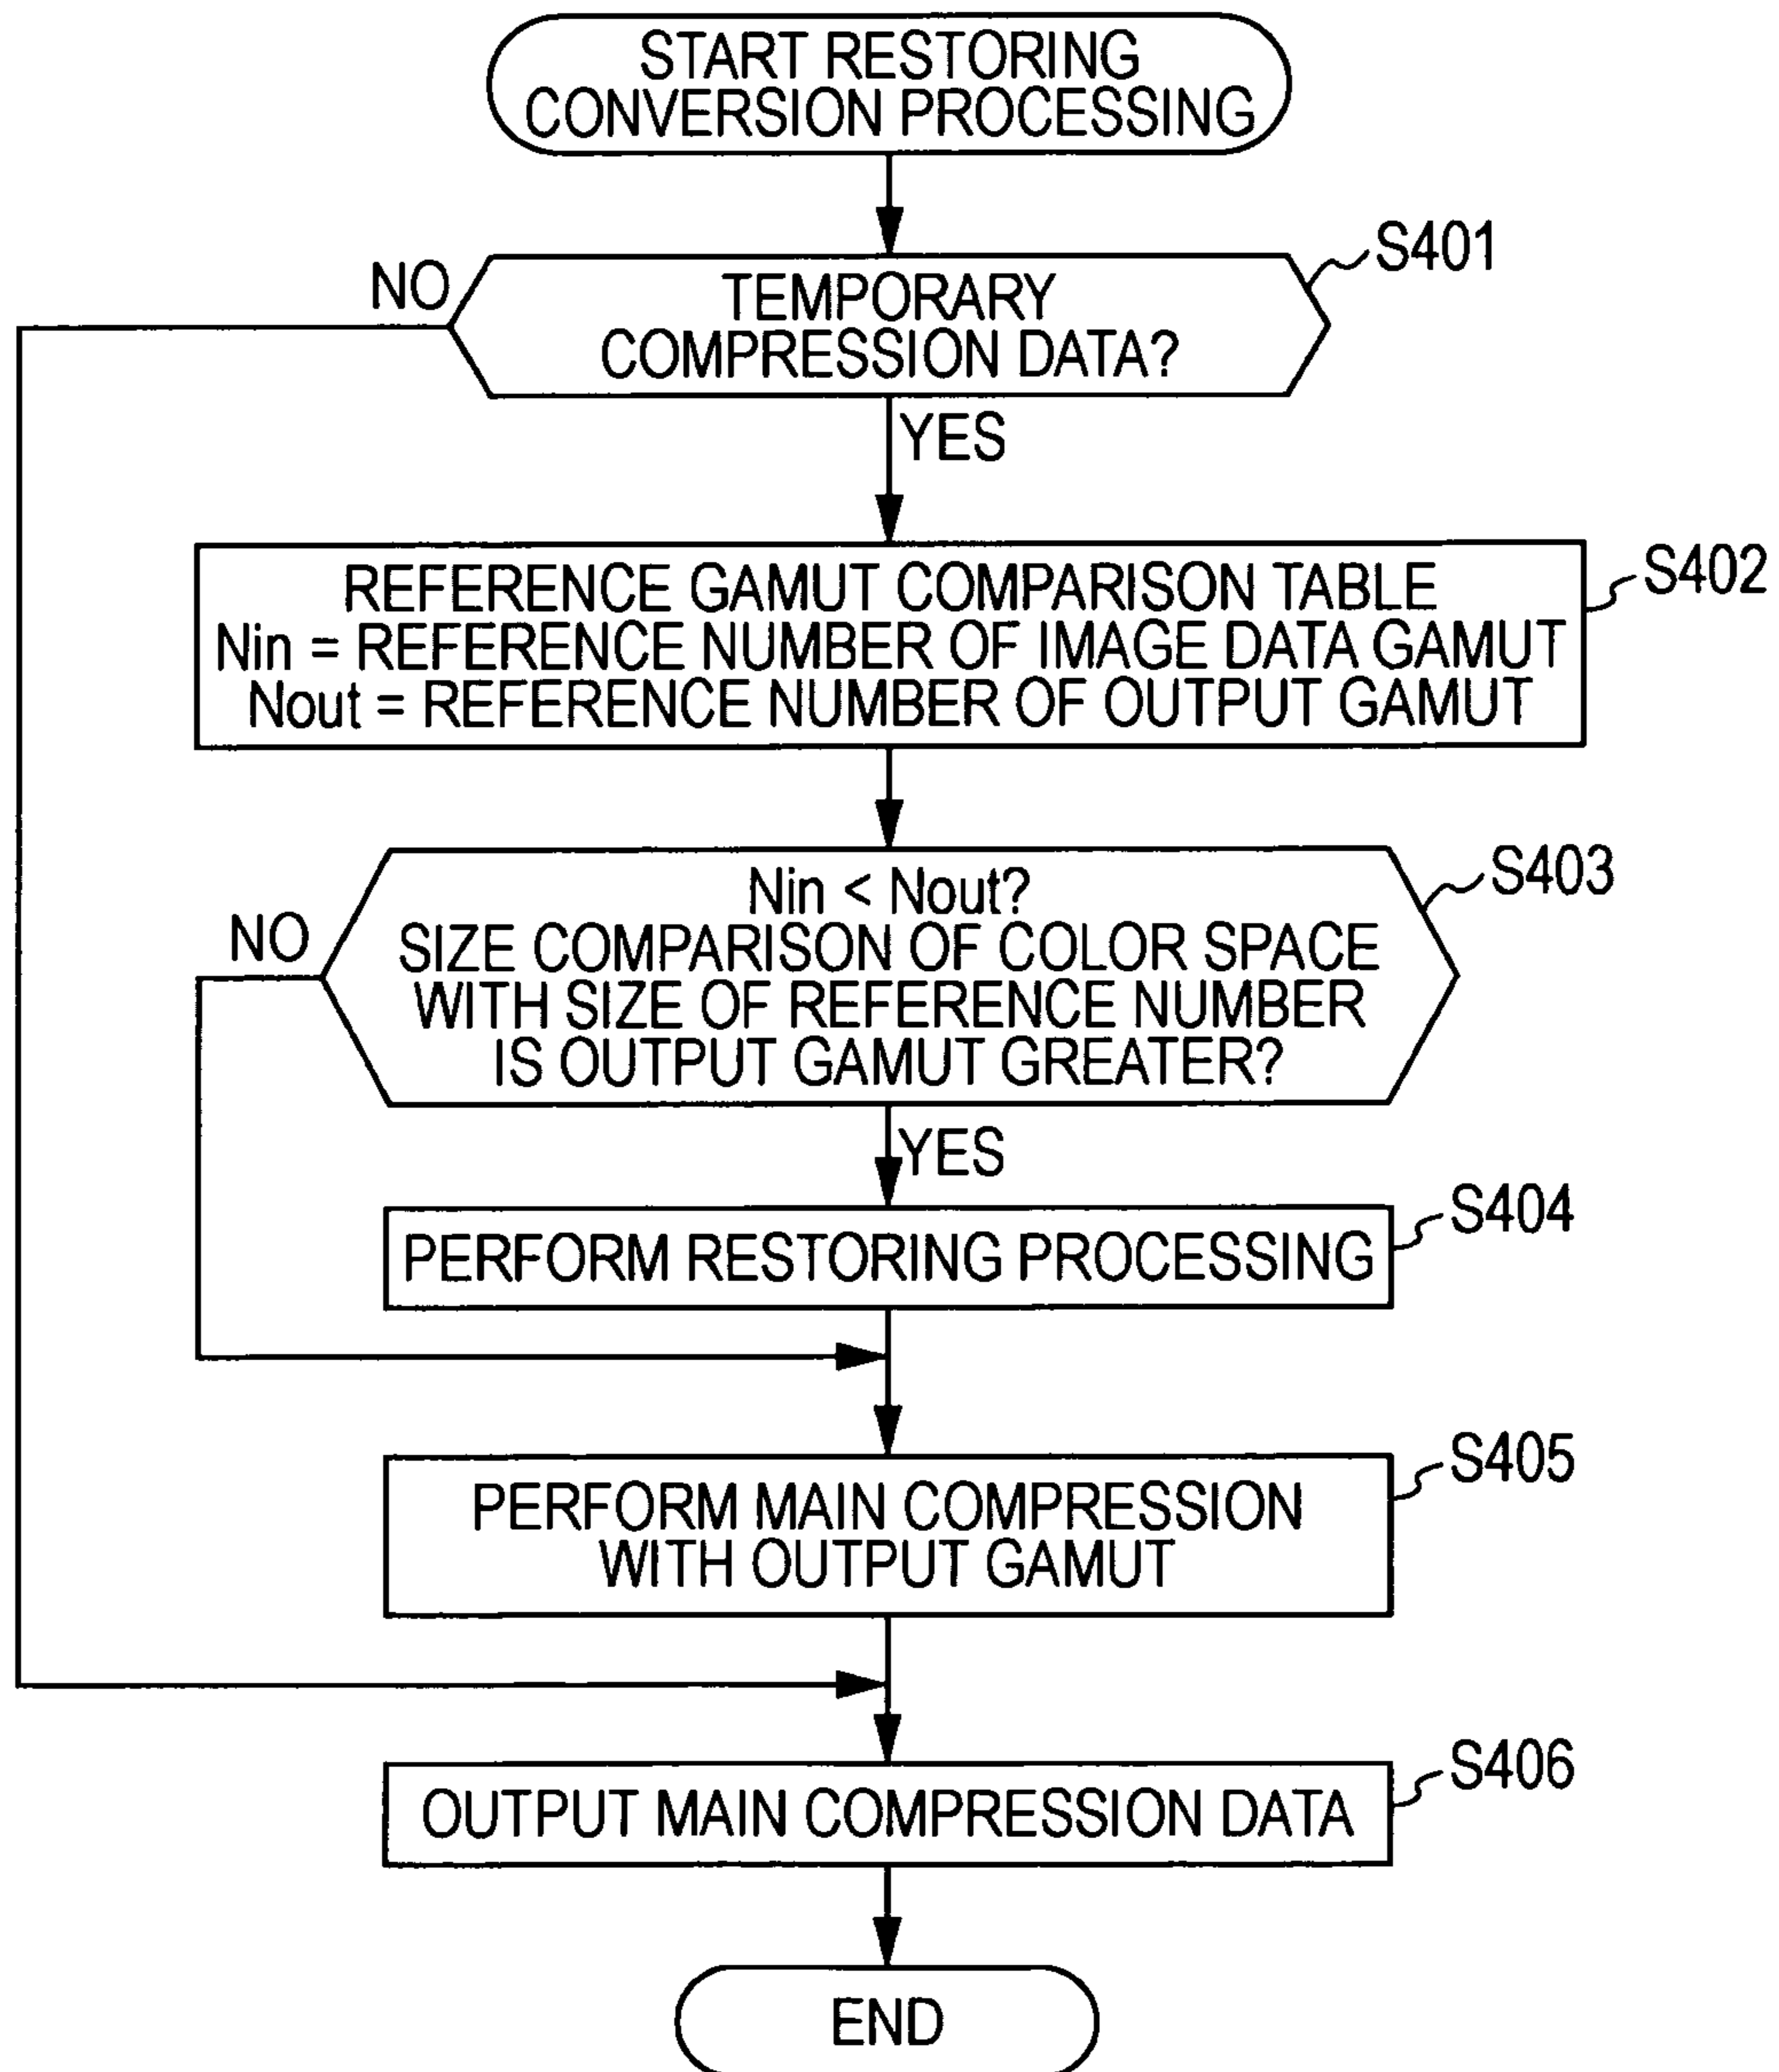 START RESTORING
CONVERSION PROCESSING
S401
NO
TEMPORARY
COMPRESSION DATA?
YES
S402
REFERENCE GAMUT COMPARISON TABLE
Nin = REFERENCE NUMBER OF IMAGE DATA GAMUT
Nout = REFERENCE NUMBER OF OUTPUT GAMUT
S403
NO
Nin < Nout?
SIZE COMPARISON OF COLOR SPACE
WITH SIZE OF REFERENCE NUMBER
IS OUTPUT GAMUT GREATER?
YES
S404
PERFORM RESTORING PROCESSING
S405
PERFORM MAIN COMPRESSION
WITH OUTPUT GAMUT
S406
OUTPUT MAIN COMPRESSION DATA
END